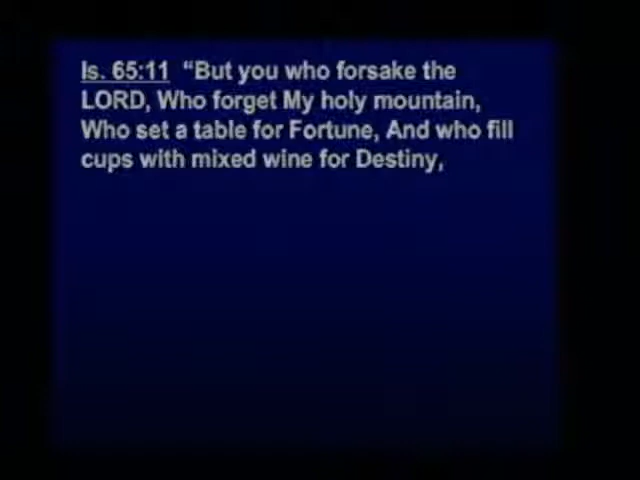 Is. 65:11 “But you who forsake the
LORD, Who forget My holy mountain,
Who set a table for Fortune, And who fill
cups with mixed wine for Destiny,